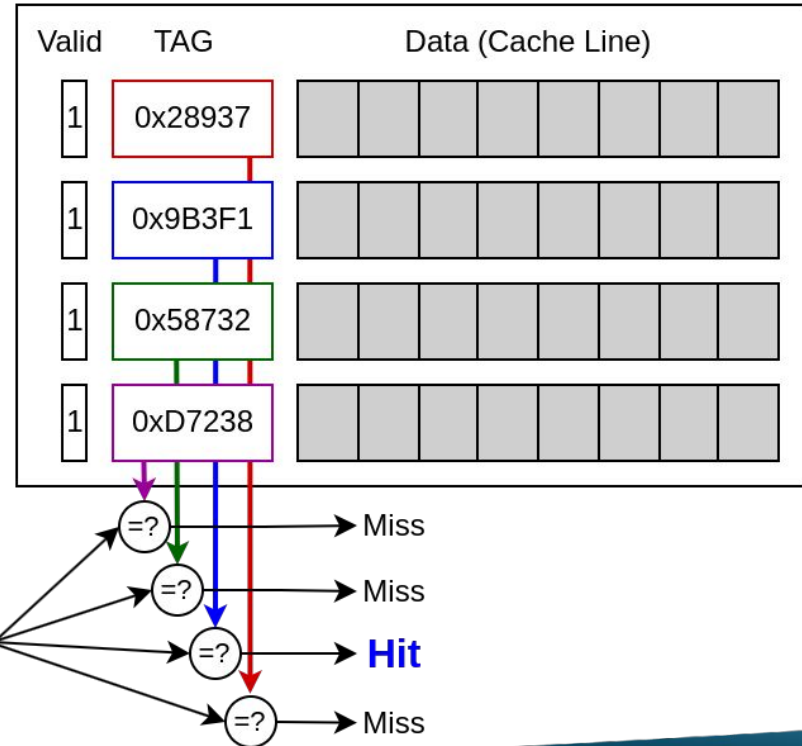 Valid TAG Data (Cache Line)
1 0x28937
1 0x9B3F1
1 0x58732
1 0xD7238
=? Miss
=? Miss
=? Hit
=? Miss